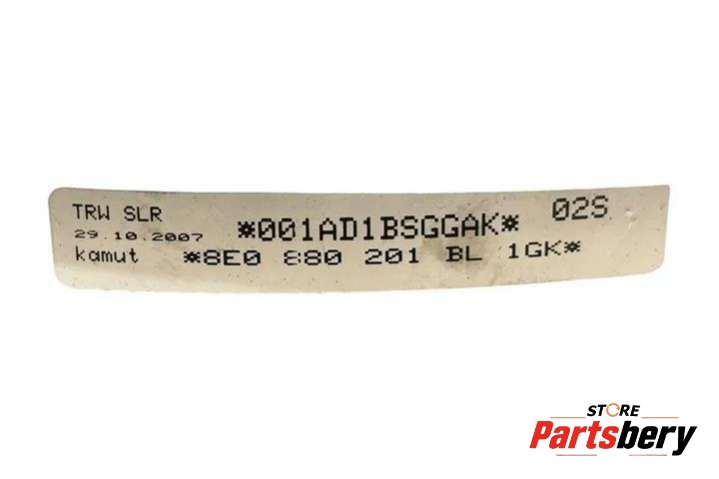 TRW SLR
29.10.2007
kamut
*001AD1BSGGAK*
02S
*8E0 880 201 BL 1GK*
STORE
Partsbery